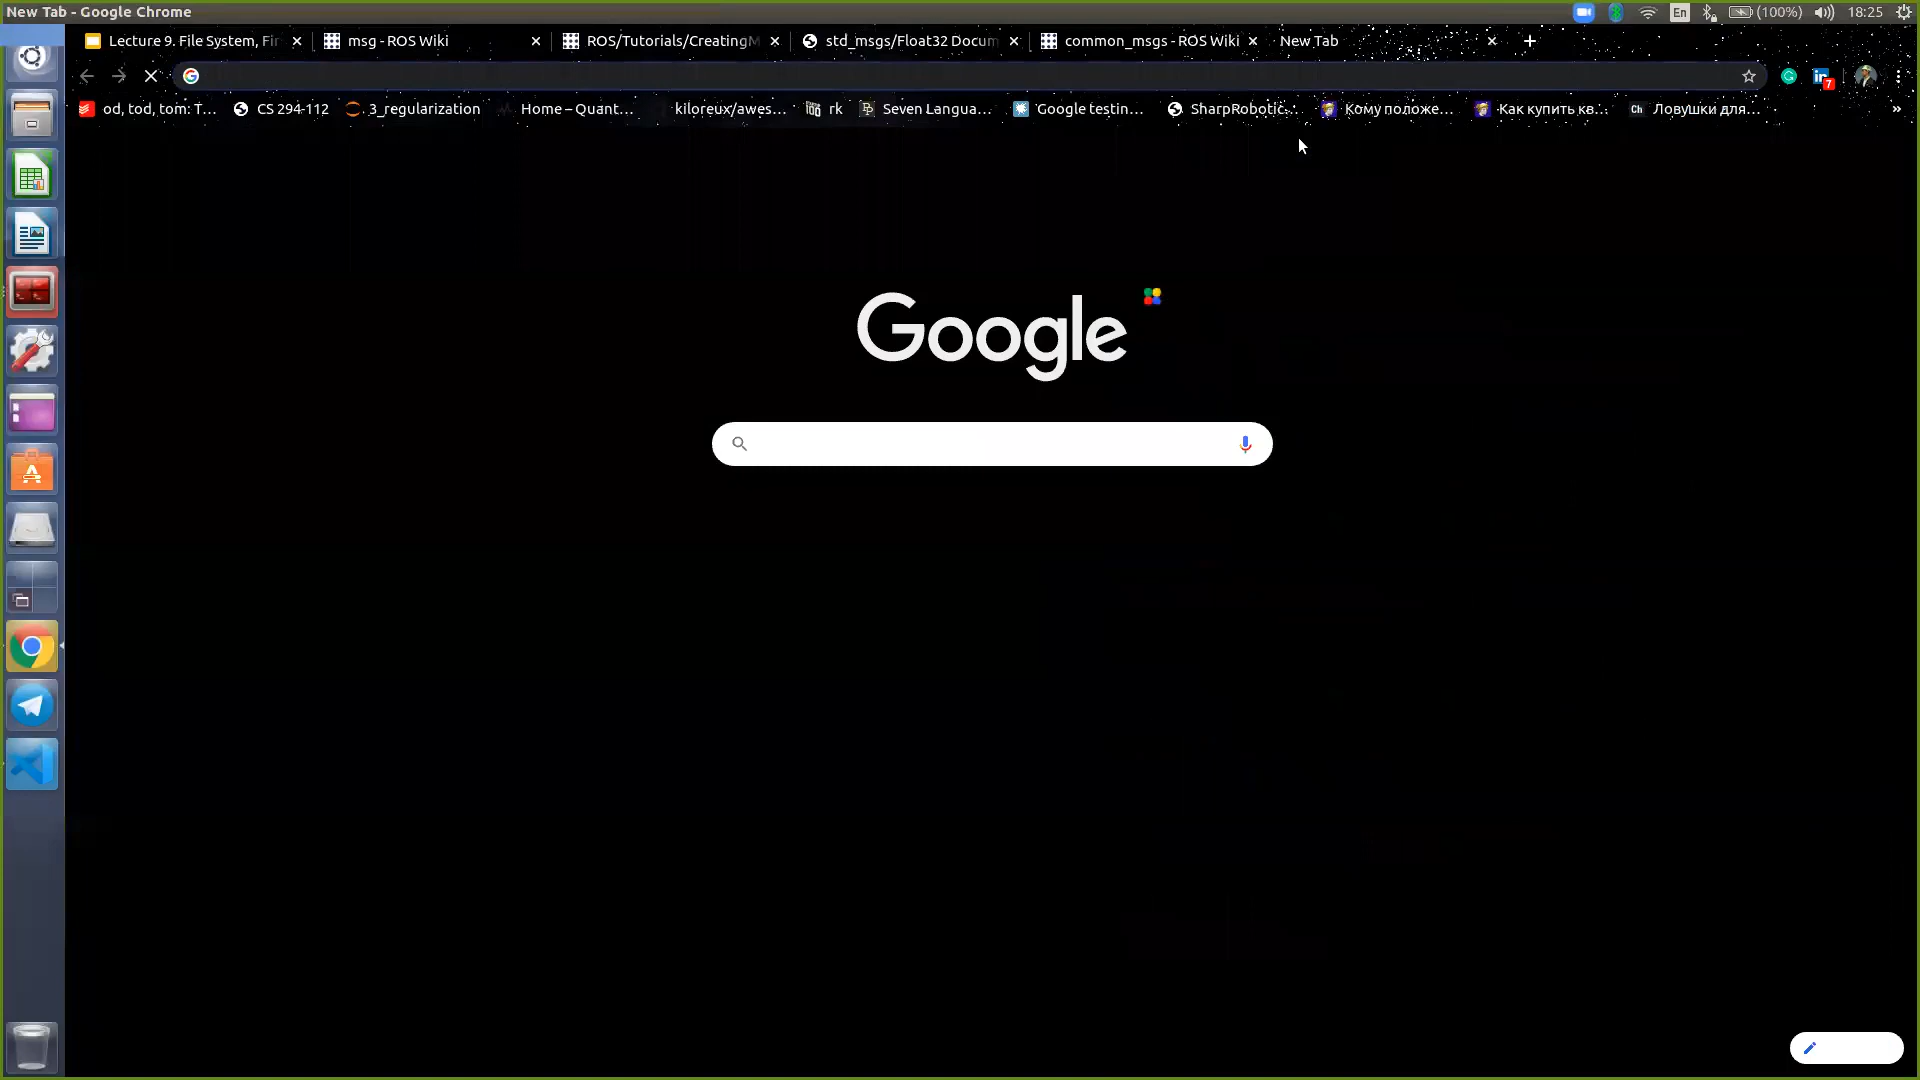 New Tab - Google Chrome
En
(100%)
18:25
Lecture 9. File System, Fir
msg - ROS Wiki
ROS/Tutorials/CreatingM
std_msgs/Float32 Docum
common_msgs - ROS Wiki
New Tab
7
od, tod, tom: T...
CS 294-112
3_regularization
Home – Quant...
kiloreux/awes...
rk
Seven Langua...
Google testin...
SharpRobotic...
Кому положе...
Как купить кв...
Ch
Ловушки для...
Google